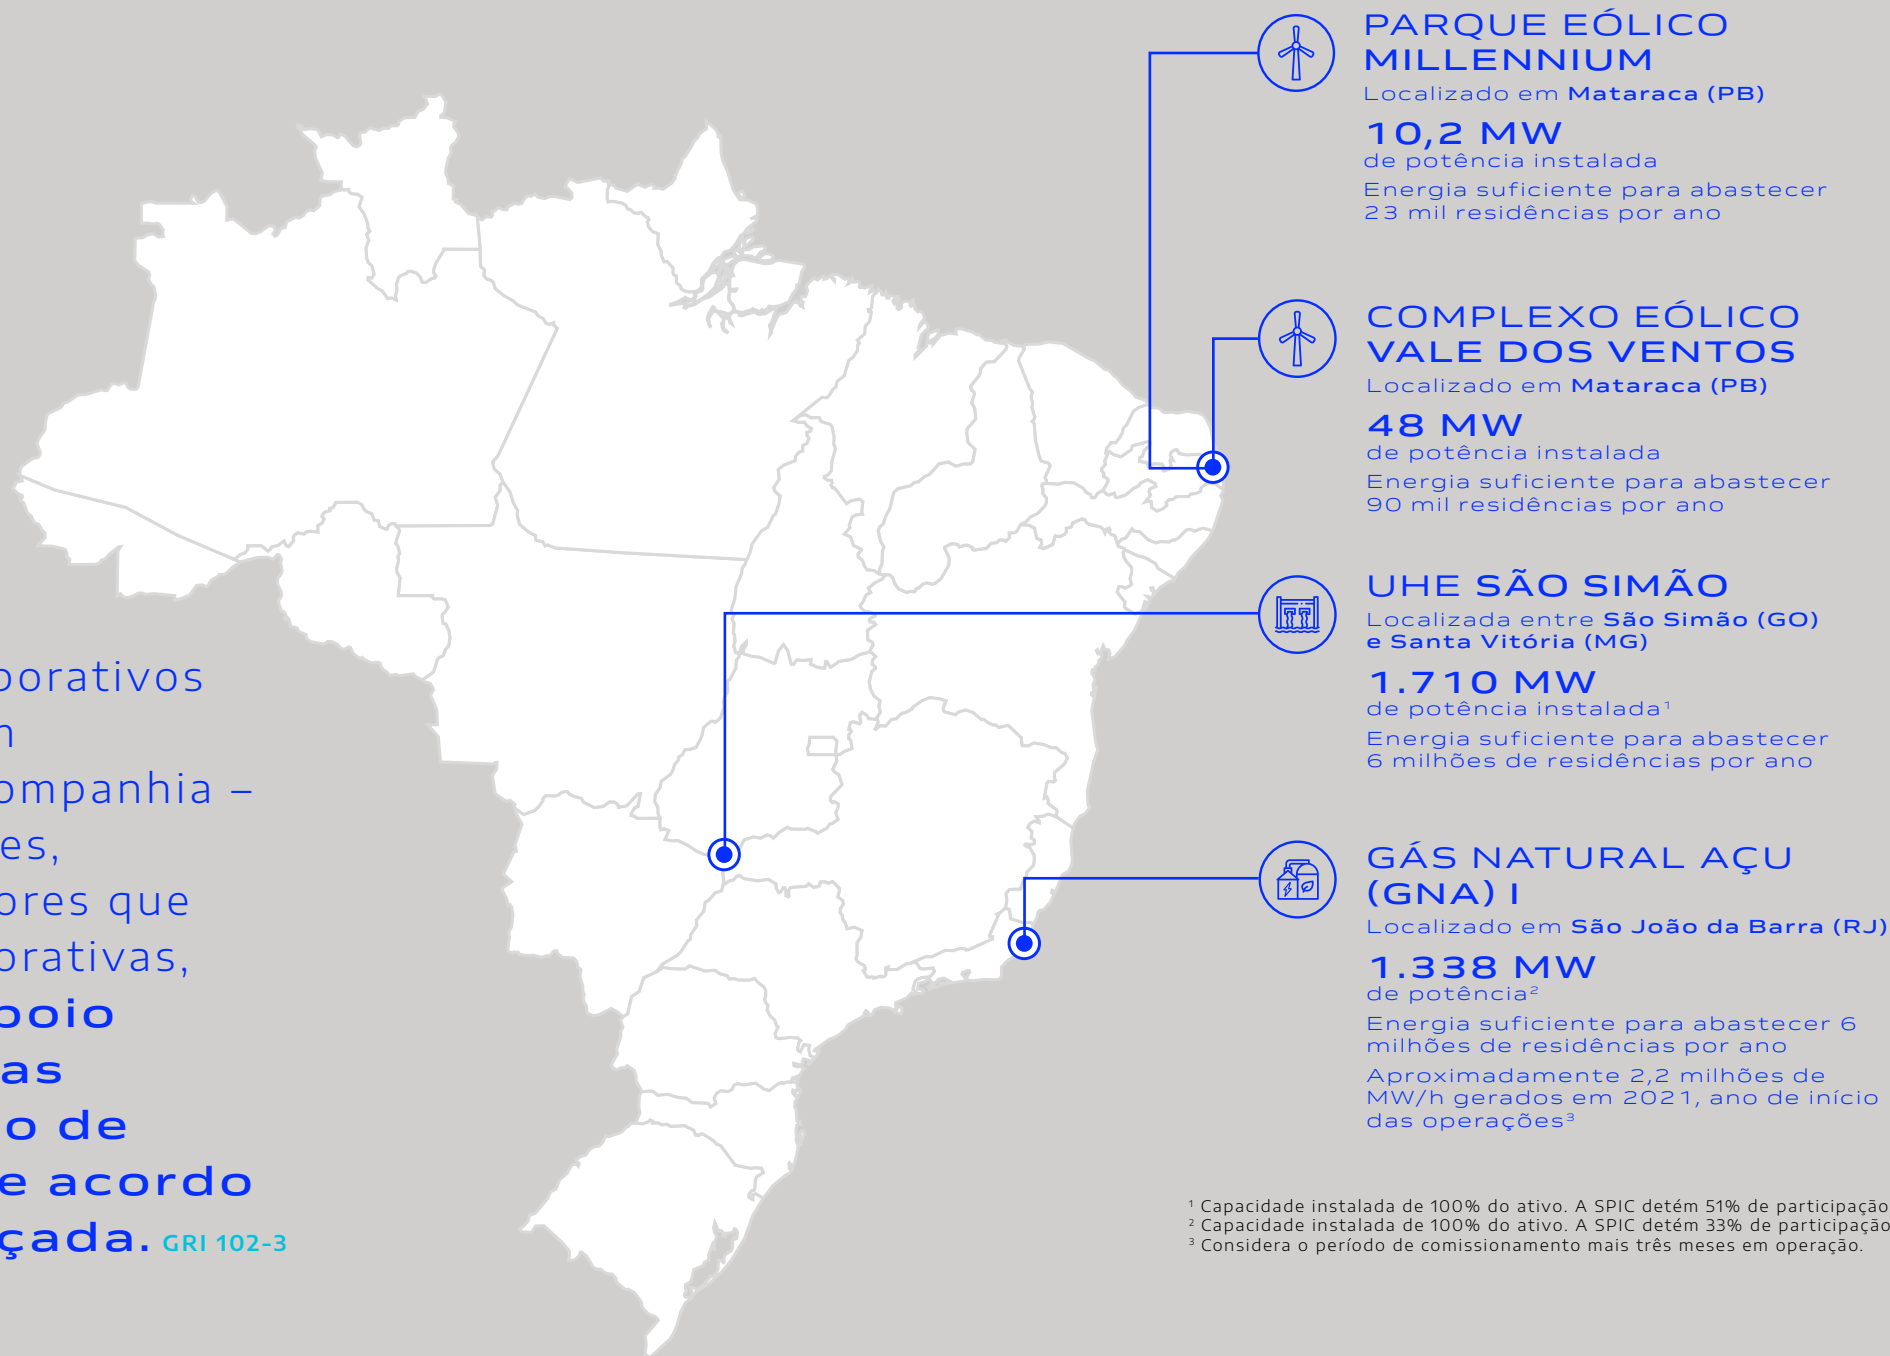 porativos
ompanhia –
es,
ores que
orativas,
poio
as
o de
e acordo
çada. GRI 102-3
PARQUE EÓLICO
MILLENNIUM
Localizado em Mataraca (PB)
10,2 MW
de potência instalada
Energia suficiente para abastecer
23 mil residências por ano
COMPLEXO EÓLICO
VALE DOS VENTOS
Localizado em Mataraca (PB)
48 MW
de potência instalada
Energia suficiente para abastecer
90 mil residências por ano
UHE SÃO SIMÃO
Localizada entre São Simão (GO)
e Santa Vitória (MG)
1.710 MW
de potência instalada¹
Energia suficiente para abastecer
6 milhões de residências por ano
GÁS NATURAL AÇU
(GNA) I
Localizado em São João da Barra (RJ)
1.338 MW
de potência²
Energia suficiente para abastecer 6
milhões de residências por ano
Aproximadamente 2,2 milhões de
MW/h gerados em 2021, ano de início
das operações³
¹ Capacidade instalada de 100% do ativo. A SPIC detém 51% de participação
² Capacidade instalada de 100% do ativo. A SPIC detém 33% de participação
³ Considera o período de comissionamento mais três meses em operação.